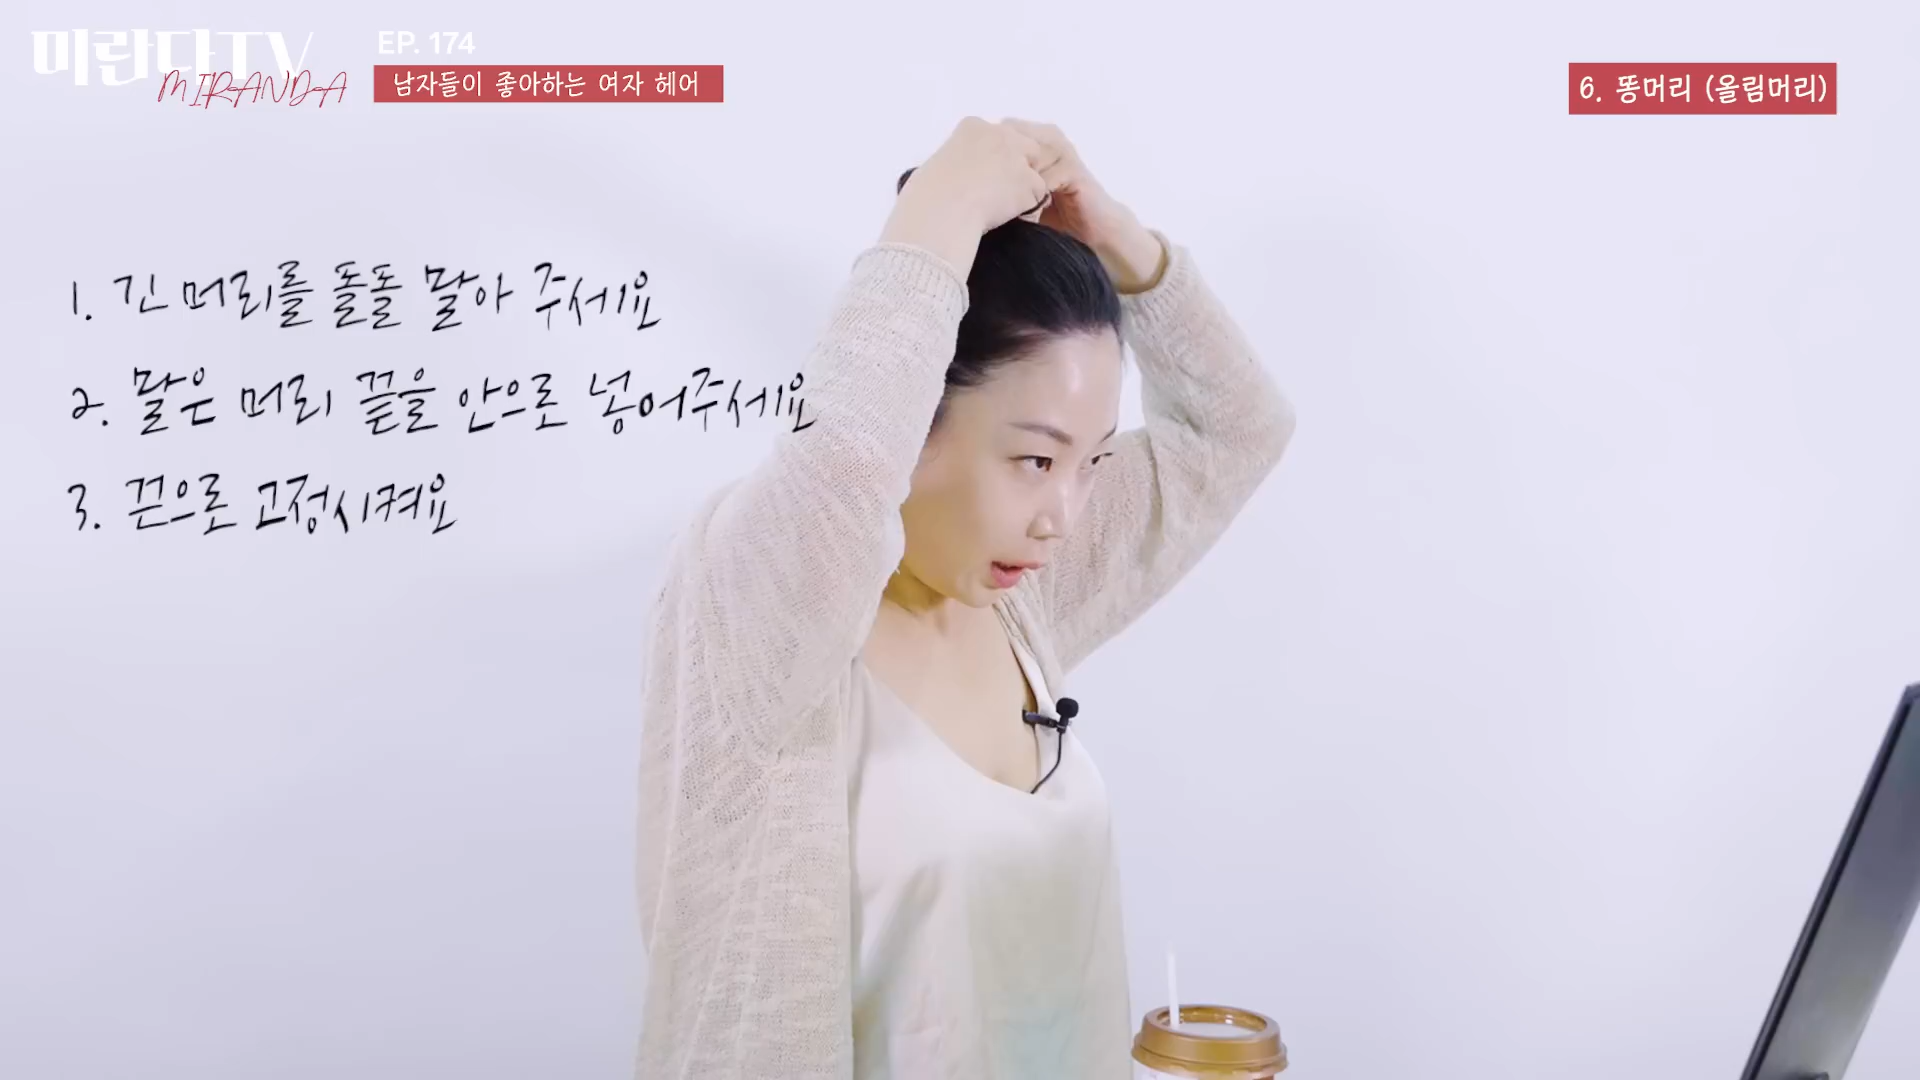 미란다TV
MIRANDA
EP. 174
남자들이 좋아하는 여자 헤어
6. 똥머리 (올림머리)
1. 긴 머리를 돌돌 말아 주세요
2. 말은 머리 끝을 안으로 넣어주세요
3. 끈으로 고정시켜요